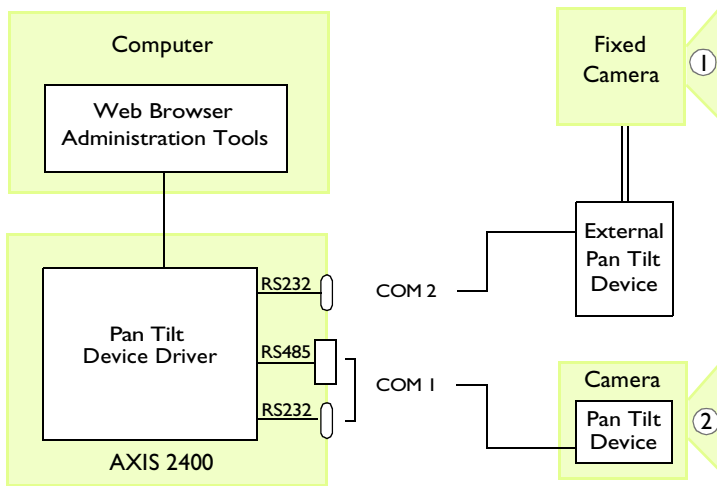 Computer
Web Browser
Administration Tools
Fixed
Camera
1
External
Pan Tilt
Device
RS232
COM 2
Pan Tilt
Device Driver
RS485
COM 1
RS232
AXIS 2400
Camera
Pan Tilt
Device
2